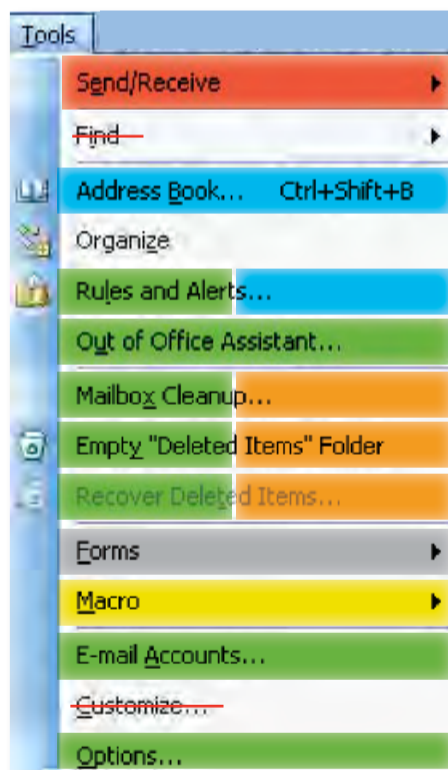 Tools
Send/Receive
Find
Address Book... Ctrl+Shift+B
Organize
Rules and Alerts...
Out of Office Assistant...
Mailbox Cleanup...
Empty "Deleted Items" Folder
Recover Deleted Items...
Forms
Macro
E-mail Accounts...
Customize...
Options...